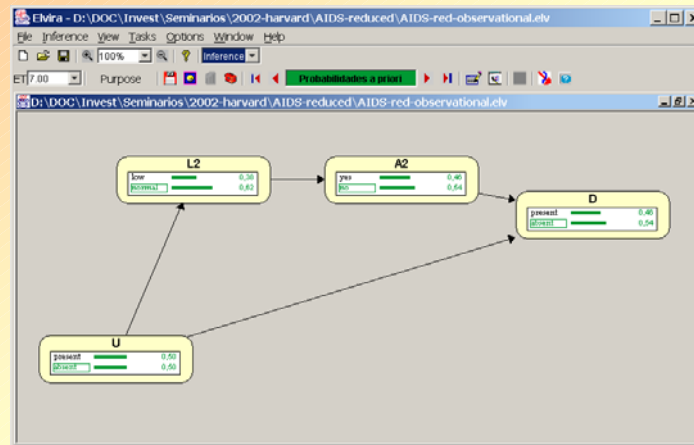 Elvira - D:\DOC\Invest\Seminarios\2002-harvard\AIDS-reduced\AIDS-red-observational.elv
File Inference View Tasks Options Window Help
100% Inference
ET 7.00 Purpose Probabilidades a priori
D:\DOC\Invest\Seminarios\2002-harvard\AIDS-reduced\AIDS-red-observational.elv
L2
low 0,38
normal 0,62
A2
yes 0,46
no 0,54
D
present 0,46
absent 0,54
U
present 0,50
absent 0,50